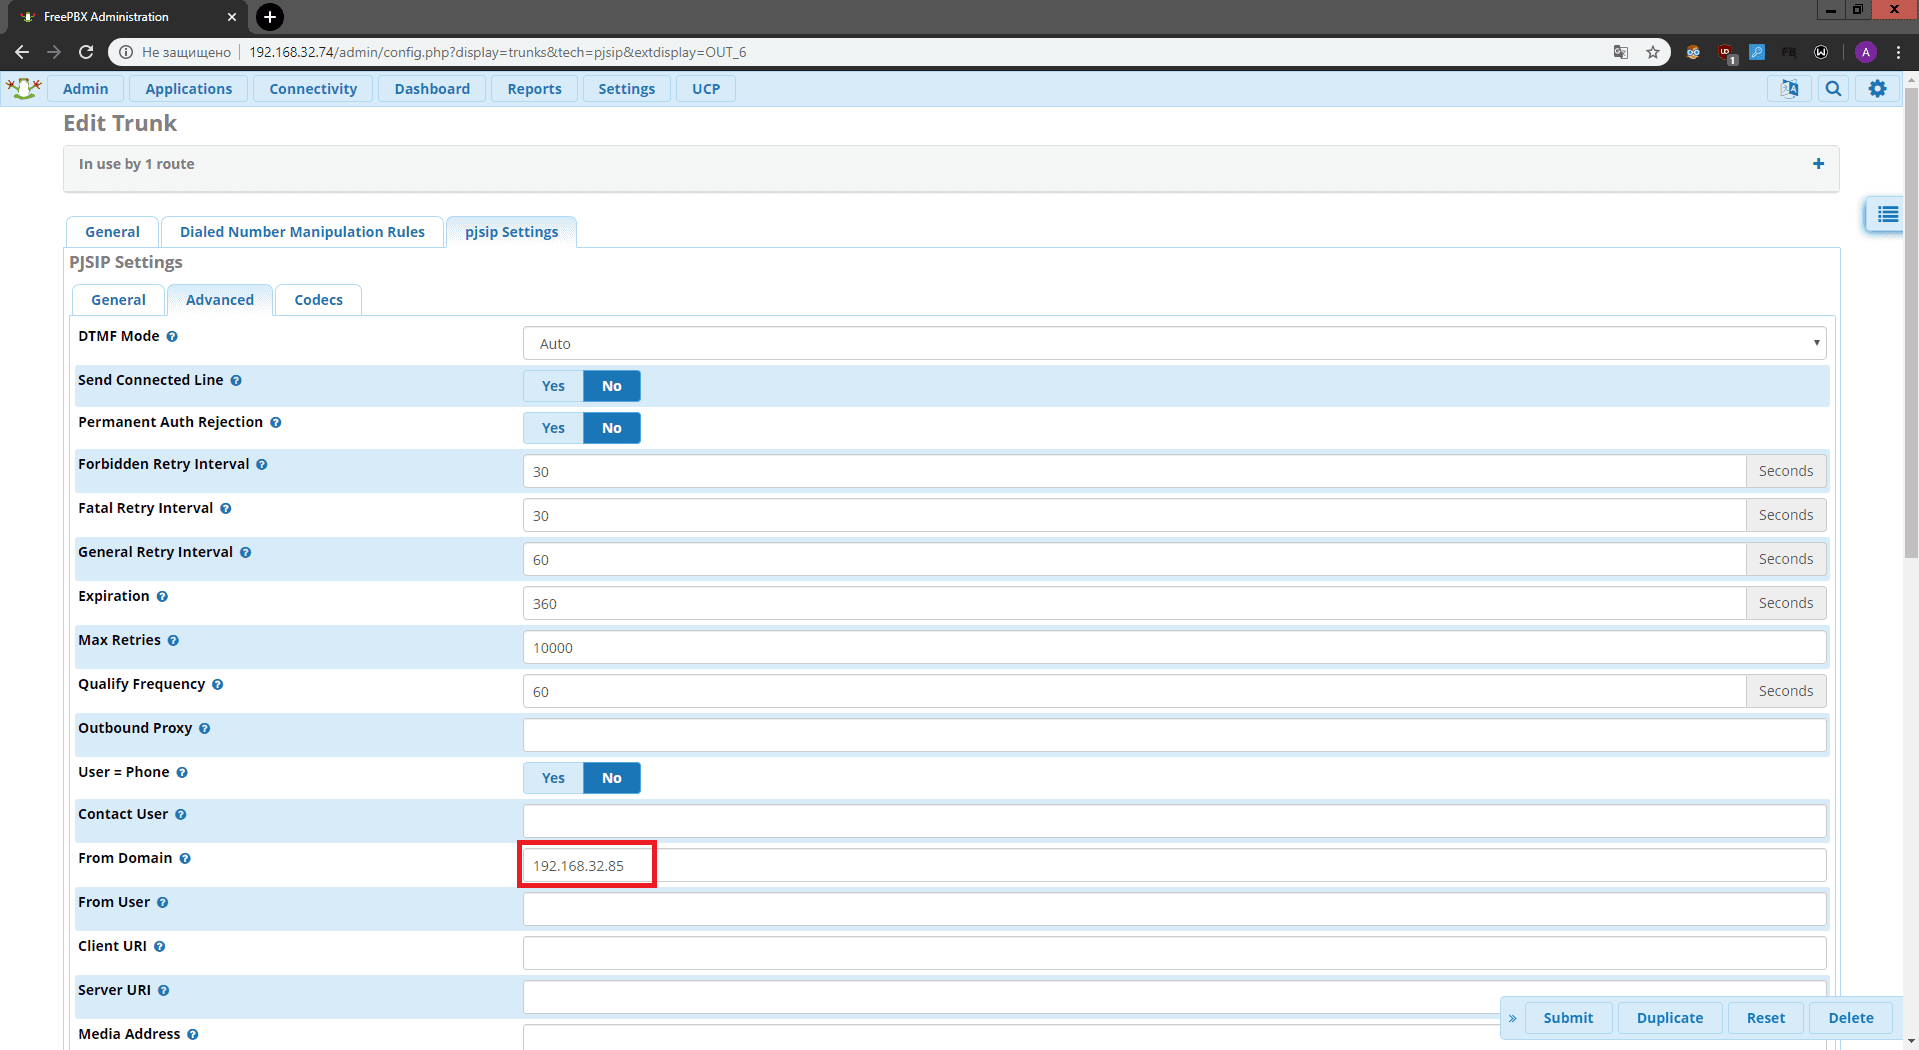 FreePBX Administration
Не защищено
192.168.32.74/admin/config.php?display=trunks&tech=pjsip&extdisplay=OUT_6
UD
1
A
Admin
Applications
Connectivity
Dashboard
Reports
Settings
UCP
Edit Trunk
In use by 1 route
General
Dialed Number Manipulation Rules
pjsip Settings
PJSIP Settings
General
Advanced
Codecs
DTMF Mode
Auto
Send Connected Line
Yes No
Permanent Auth Rejection
Yes No
Forbidden Retry Interval
30 Seconds
Fatal Retry Interval
30 Seconds
General Retry Interval
60 Seconds
Expiration
360 Seconds
Max Retries
10000
Qualify Frequency
60 Seconds
Outbound Proxy
User = Phone
Yes No
Contact User
From Domain
192.168.32.85
From User
Client URI
Server URI
Media Address
» Submit Duplicate Reset Delete